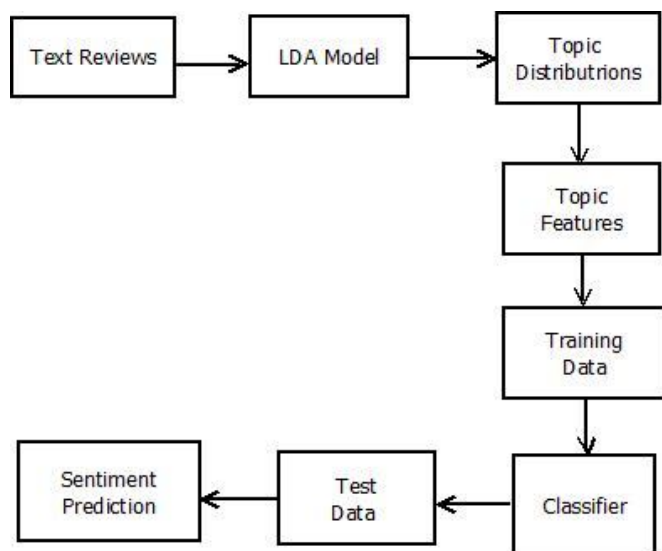 Text Reviews
LDA Model
Topic
Distributrions
Topic
Features
Training
Data
Classifier
Test
Data
Sentiment
Prediction